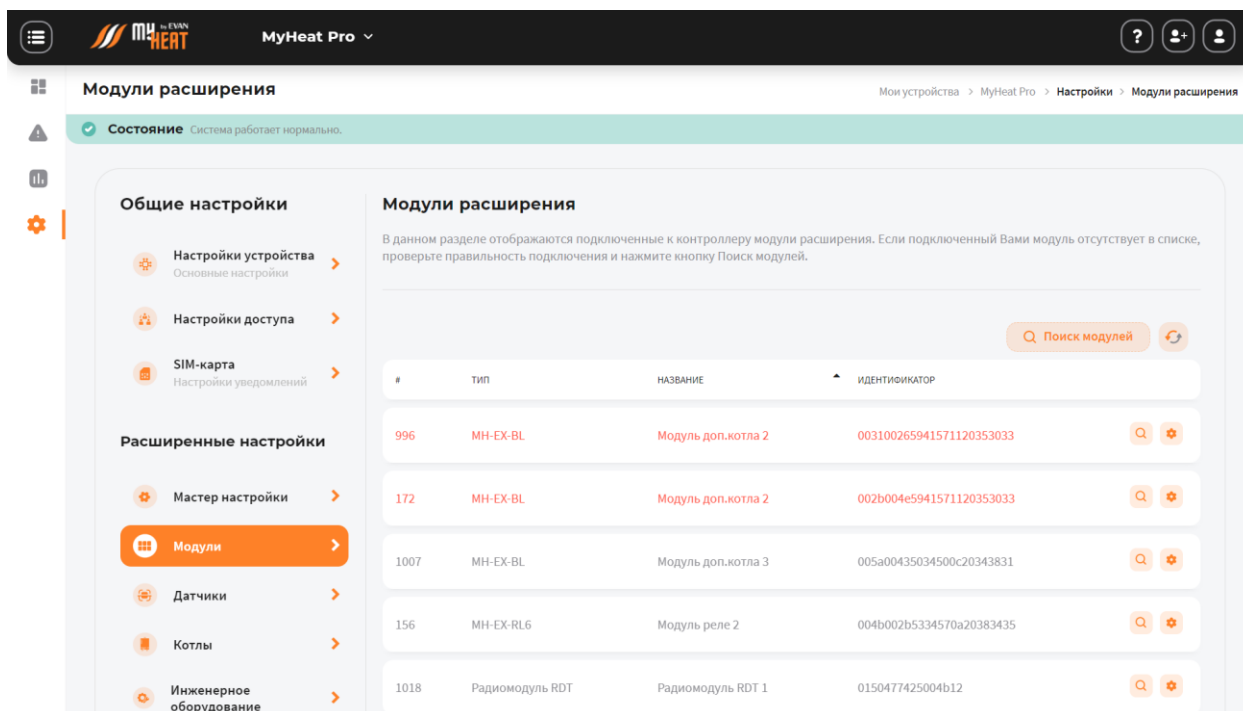 by EVAN
MY HEAT
MyHeat Pro
?
Модули расширения
Мои устройства > MyHeat Pro > Настройки > Модули расширения
Состояние Система работает нормально.
Общие настройки
Настройки устройства
Основные настройки
Настройки доступа
SIM-карта
Настройки уведомлений
Расширенные настройки
Мастер настройки
Модули
Датчики
Котлы
Инженерное
оборудование
Модули расширения
В данном разделе отображаются подключенные к контроллеру модули расширения. Если подключенный Вами модуль отсутствует в списке,
проверьте правильность подключения и нажмите кнопку Поиск модулей.
Поиск модулей
# ТИП НАЗВАНИЕ ИДЕНТИФИКАТОР
996 MH-EX-BL Модуль доп.котла 2 003100265941571120353033
172 MH-EX-BL Модуль доп.котла 2 002b004e5941571120353033
1007 MH-EX-BL Модуль доп.котла 3 005a00435034500c20343831
156 MH-EX-RL6 Модуль реле 2 004b002b5334570a20383435
1018 Радиомодуль RDT Радиомодуль RDT 1 0150477425004b12